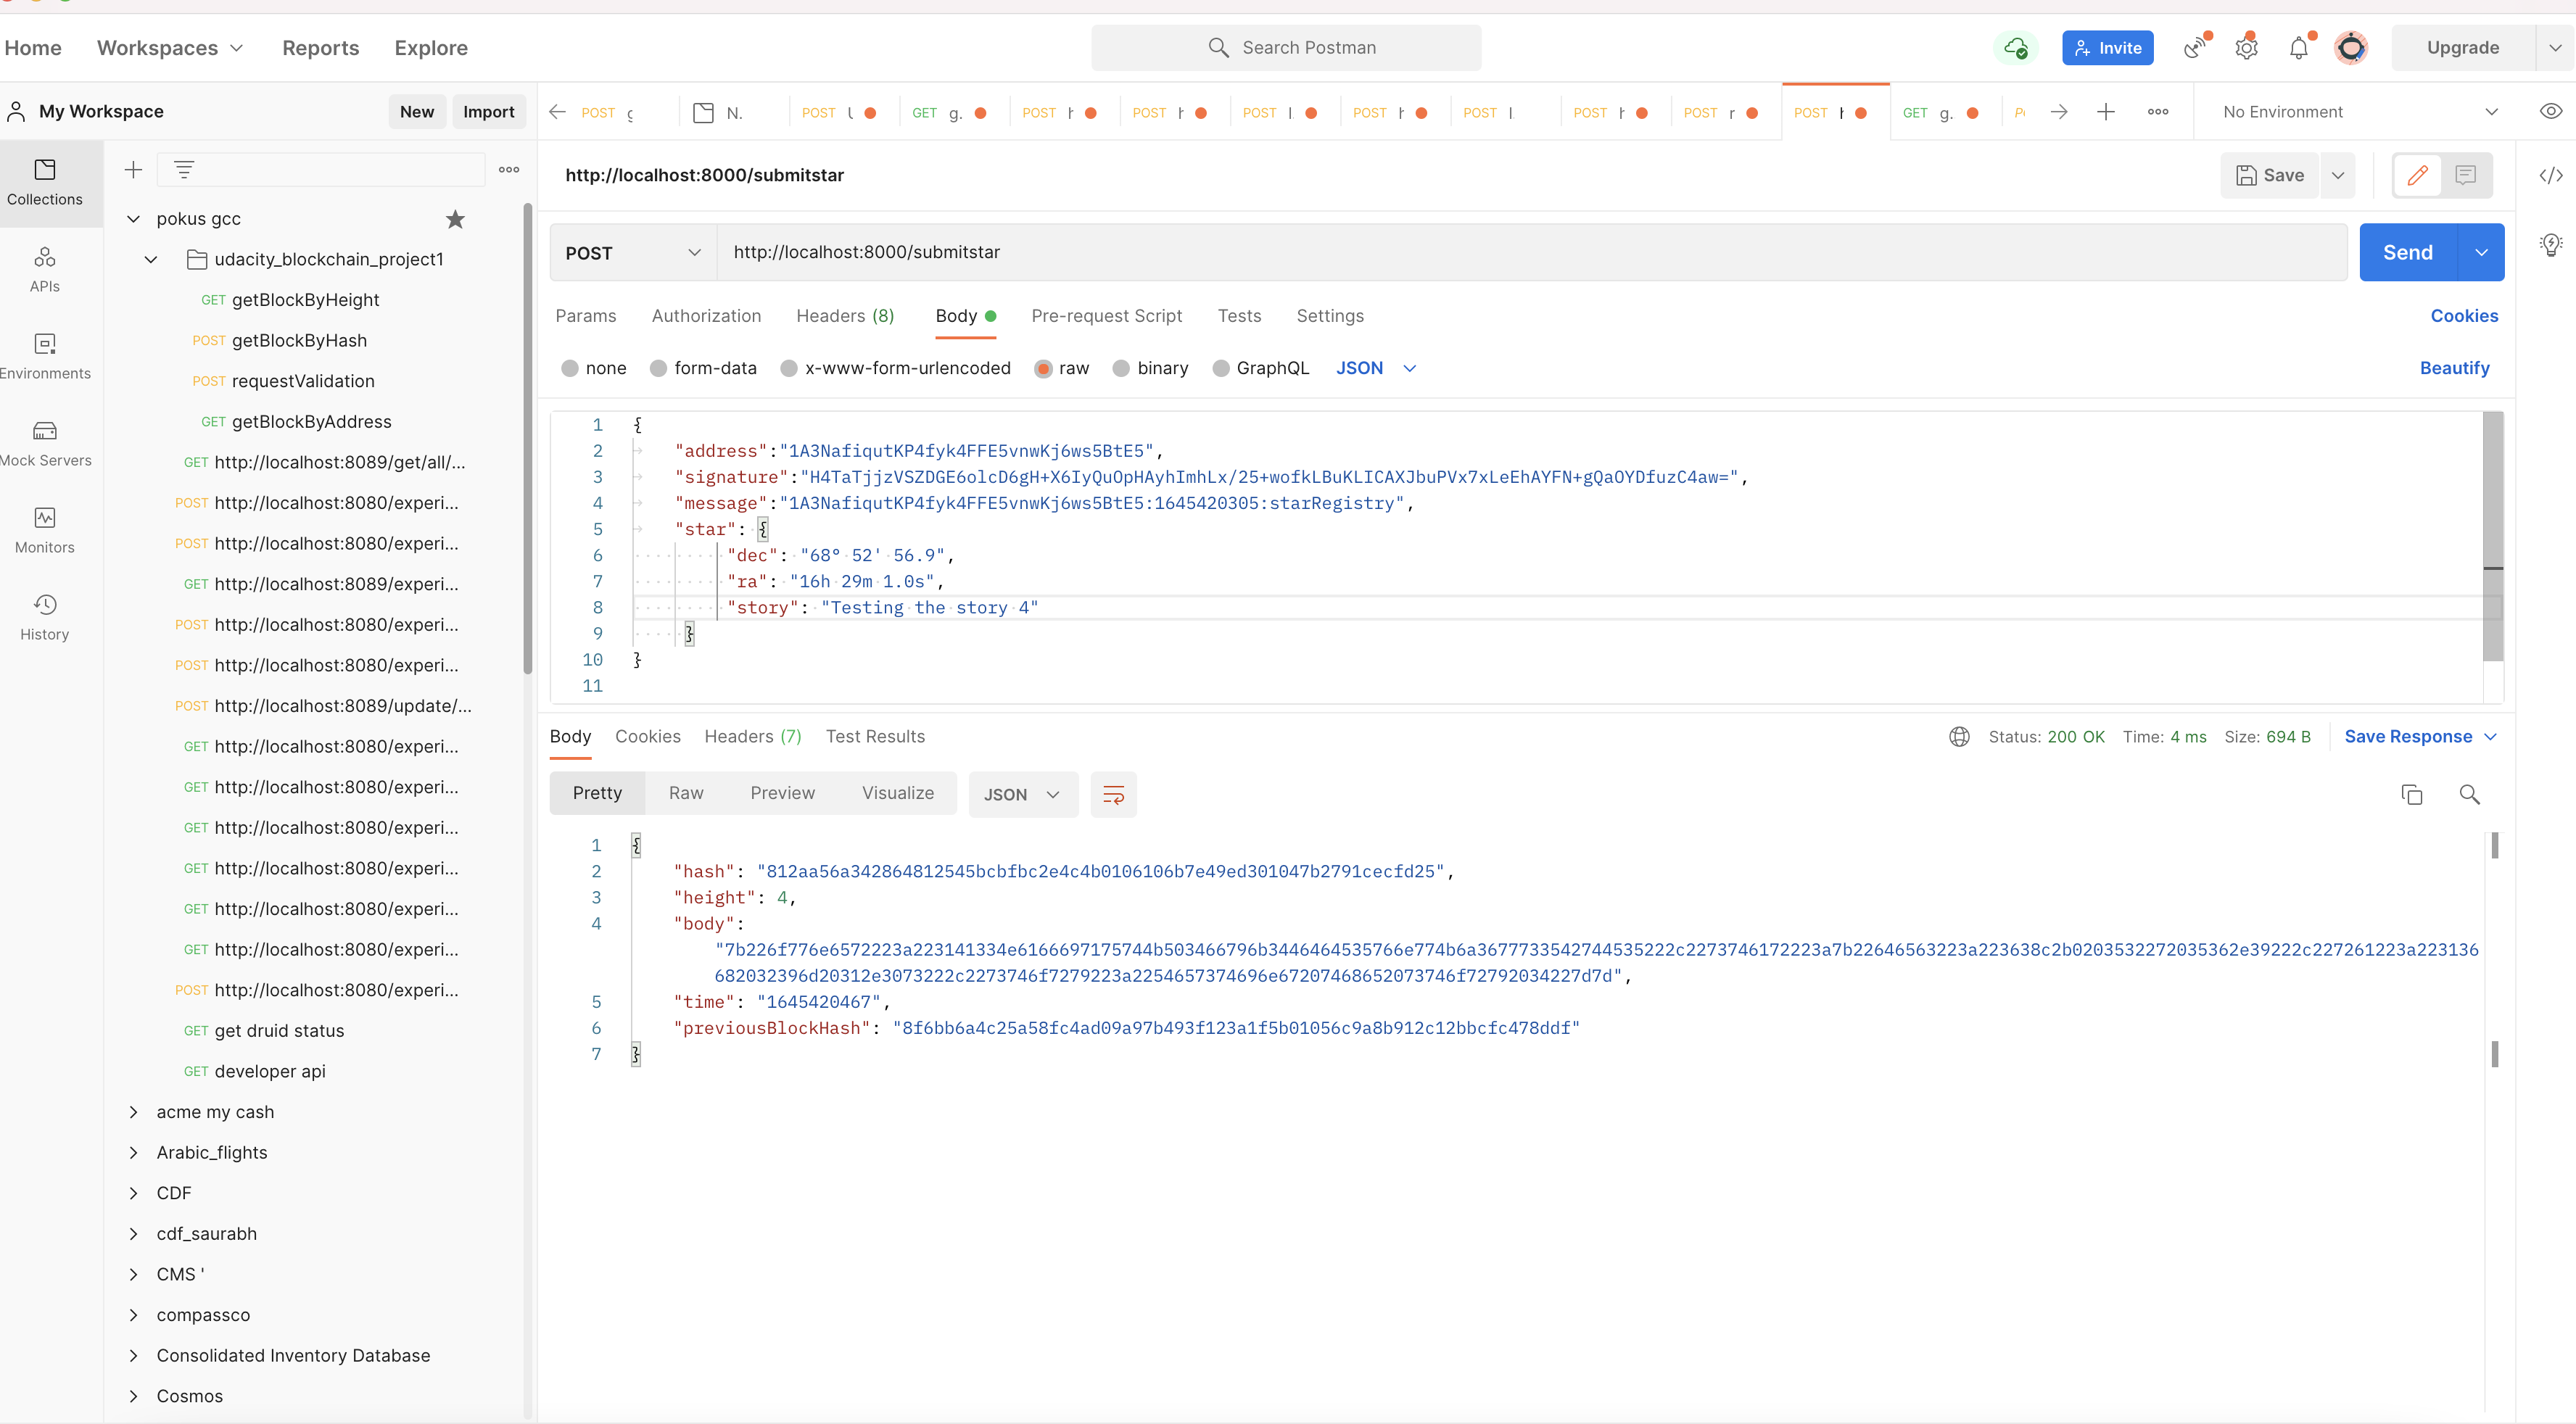 Home Workspaces Reports Explore Search Postman Invite Upgrade
My Workspace New Import
POST g N. POST GET g. POST POST POST l. POST POST l. POST POST r POST GET g. No Environment
Collections
APIs
Environments
Mock Servers
Monitors
History
pokus gcc
udacity_blockchain_project1
GET getBlockByHeight
POST getBlockByHash
POST requestValidation
GET getBlockByAddress
GET http://localhost:8089/get/all/...
POST http://localhost:8080/experi...
POST http://localhost:8080/experi...
GET http://localhost:8089/experi...
POST http://localhost:8080/experi...
POST http://localhost:8080/experi...
POST http://localhost:8089/update/...
GET http://localhost:8080/experi...
GET http://localhost:8080/experi...
GET http://localhost:8080/experi...
GET http://localhost:8080/experi...
GET http://localhost:8080/experi...
GET http://localhost:8080/experi...
POST http://localhost:8080/experi...
GET get druid status
GET developer api
acme my cash
Arabic_flights
CDF
cdf_saurabh
CMS '
compassco
Consolidated Inventory Database
Cosmos
http://localhost:8000/submitstar Save
POST http://localhost:8000/submitstar Send
Params Authorization Headers (8) Body Pre-request Script Tests Settings Cookies
none form-data x-www-form-urlencoded raw binary GraphQL JSON Beautify
1 {
2 "address":"1A3NafiqutKP4fyk4FFE5vnwKj6ws5BtE5",
3 "signature":"H4TaTjjzVSZDGE6olcD6gH+X6IyQuOpHAyhImhLx/25+wofkLBuKLICAXJbuPVx7xLeEhAYFN+gQaOYDfuzC4aw=",
4 "message":"1A3NafiqutKP4fyk4FFE5vnwKj6ws5BtE5:1645420305:starRegistry",
5 "star": {
6 "dec": "68° 52' 56.9",
7 "ra": "16h 29m 1.0s",
8 "story": "Testing the story 4"
9 }
10 }
11
Body Cookies Headers (7) Test Results Status: 200 OK Time: 4 ms Size: 694 B Save Response
Pretty Raw Preview Visualize JSON
1 {
2 "hash": "812aa56a342864812545bcbfbc2e4c4b0106106b7e49ed301047b2791cecfd25",
3 "height": 4,
4 "body":
"7b226f776e6572223a223141334e6166697175744b503466796b3446464535766e774b6a3677733542744535222c2273746172223a7b22646563223a223638c2b0203532272035362e39222c227261223a223136
682032396d20312e3073222c2273746f7279223a2254657374696e67207468652073746f72792034227d7d",
5 "time": "1645420467",
6 "previousBlockHash": "8f6bb6a4c25a58fc4ad09a97b493f123a1f5b01056c9a8b912c12bbcfc478ddf"
7 }